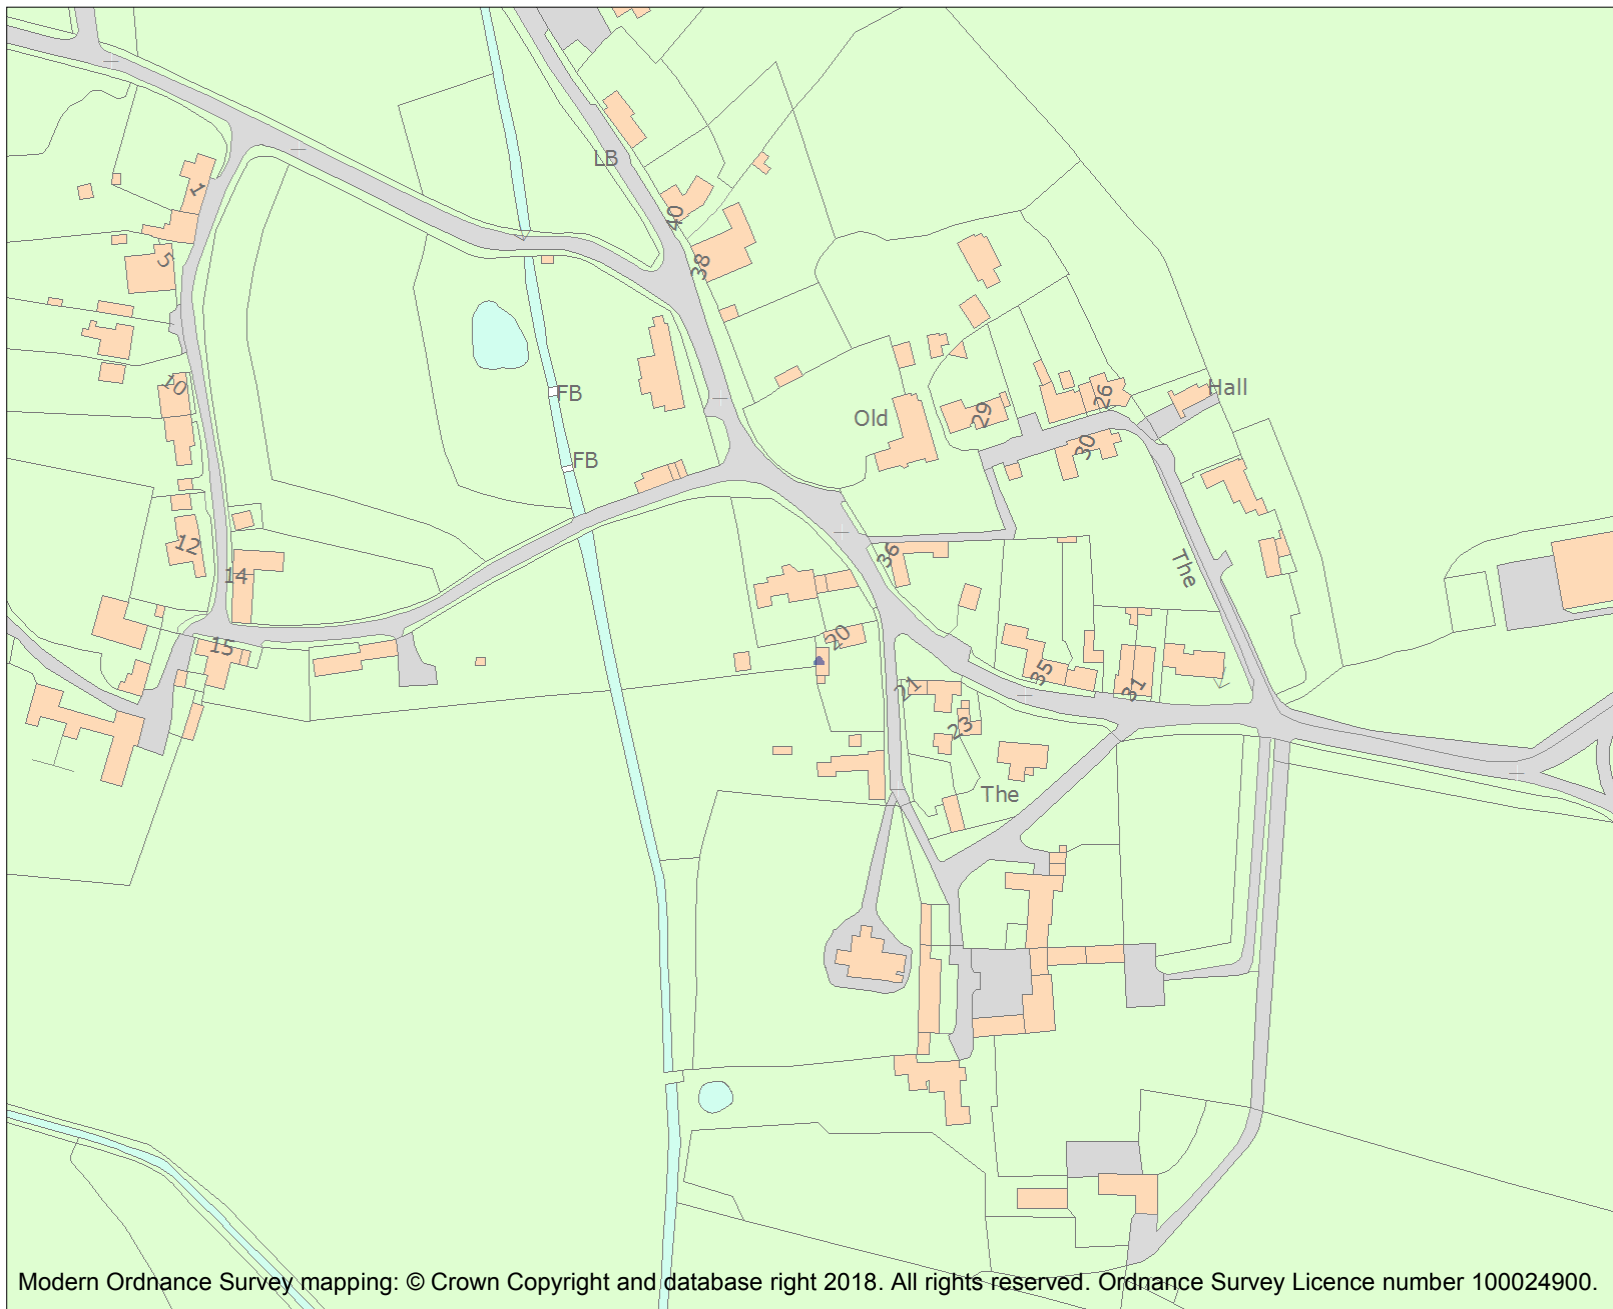 LB
1
40
5
38
FB
10
Old
29
26
Hall
30
FB
12
36
The
14
20
15
35
21
31
23
The
Modern Ordnance Survey mapping: © Crown Copyright and database right 2018. All rights reserved. Ordnance Survey Licence number 100024900.